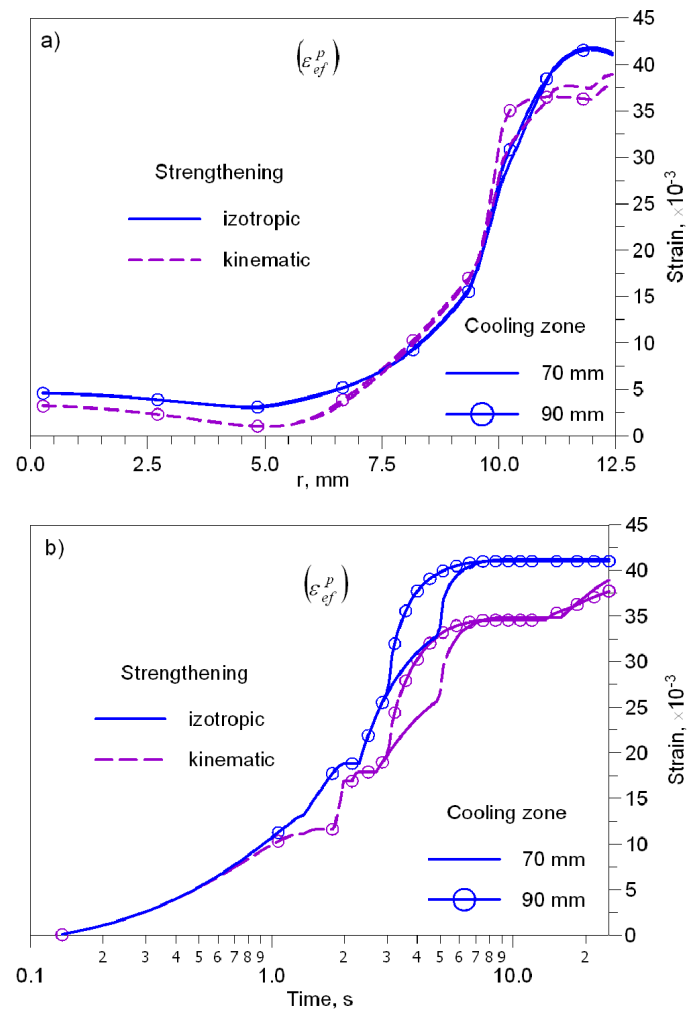 a)
(ε^p_ef)
Strengthening
izotropic
kinematic
Cooling zone
70 mm
90 mm
45
40
35
30
25
20
15
10
5
0
Strain, ×10⁻³
0.0 2.5 5.0 7.5 10.0 12.5
r, mm
b)
(ε^p_ef)
Strengthening
izotropic
kinematic
Cooling zone
70 mm
90 mm
45
40
35
30
25
20
15
10
5
0
Strain, ×10⁻³
0.1 2 3 4 5 6 7 8 9 1.0 2 3 4 5 6 7 8 9 10.0 2
Time, s